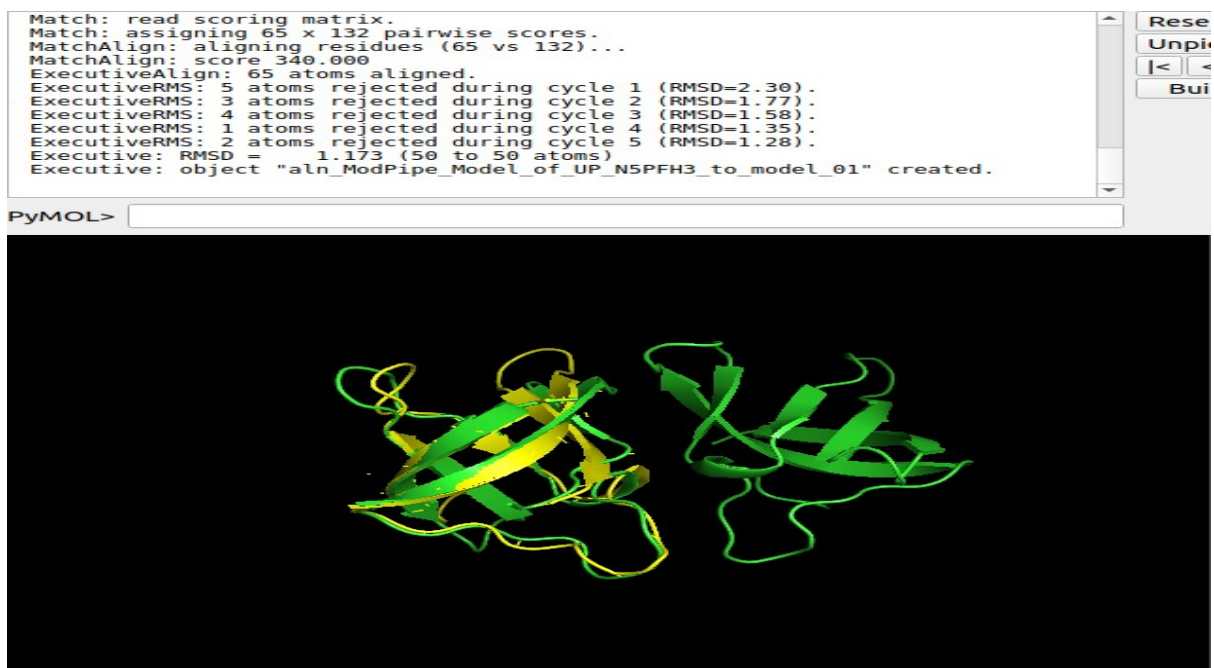 Match: read scoring matrix.
Match: assigning 65 x 132 pairwise scores.
MatchAlign: aligning residues (65 vs 132)...
MatchAlign: score 340.000
ExecutiveAlign: 65 atoms aligned.
ExecutiveRMS: 5 atoms rejected during cycle 1 (RMSD=2.30).
ExecutiveRMS: 3 atoms rejected during cycle 2 (RMSD=1.77).
ExecutiveRMS: 4 atoms rejected during cycle 3 (RMSD=1.58).
ExecutiveRMS: 1 atoms rejected during cycle 4 (RMSD=1.35).
ExecutiveRMS: 2 atoms rejected during cycle 5 (RMSD=1.28).
Executive: RMSD =    1.173 (50 to 50 atoms)
Executive: object "aln_ModPipe_Model_of_UP_N5PFH3_to_model_01" created.
Rese
Unpi
|< <
Bui
PyMOL>